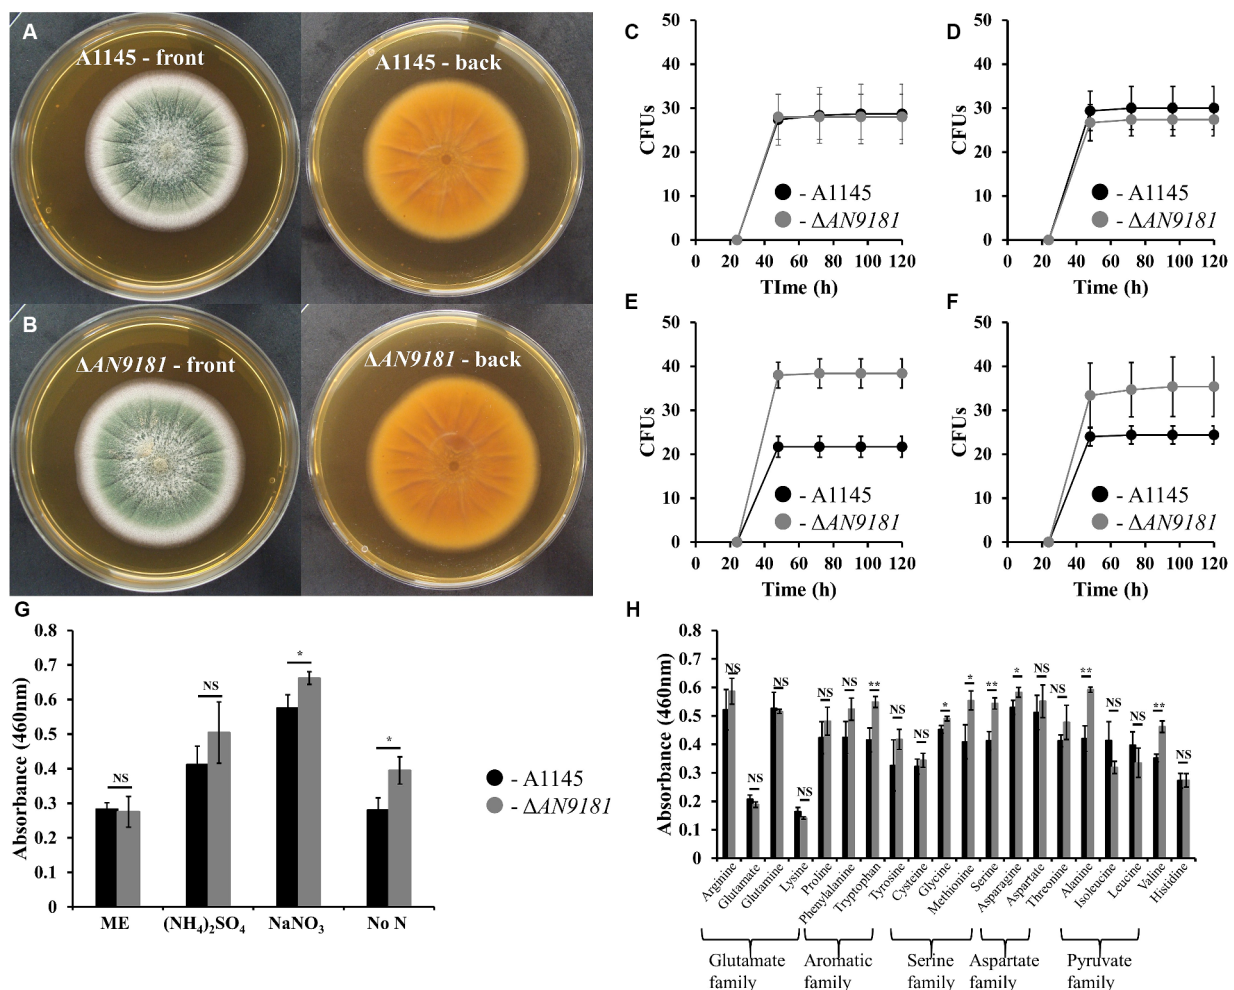 A
A1145 - front
A1145 - back
B
ΔAN9181 - front
ΔAN9181 - back
C
CFUs
50
40
30
20
10
0
- A1145
- ΔAN9181
0 20 40 60 80 100 120
TIme (h)
D
CFUs
50
40
30
20
10
0
- A1145
- ΔAN9181
0 20 40 60 80 100 120
Time (h)
E
CFUs
50
40
30
20
10
0
- A1145
- ΔAN9181
0 20 40 60 80 100 120
Time (h)
F
CFUs
50
40
30
20
10
0
- A1145
- ΔAN9181
0 20 40 60 80 100 120
Time (h)
G
Absorbance (460nm)
0.8
0.7
0.6
0.5
0.4
0.3
0.2
0.1
0
NS NS * *
ME (NH₄)₂SO₄ NaNO₃ No N
- A1145
- ΔAN9181
H
Absorbance (460nm)
0.8
0.7
0.6
0.5
0.4
0.3
0.2
0.1
0
NS NS NS NS NS NS ** NS NS * * ** * NS NS ** NS NS ** NS
Arginine
Glutamate
Glutamine
Lysine
Proline
Phenylalanine
Tryptophan
Tyrosine
Cysteine
Glycine
Methionine
Serine
Asparagine
Aspartate
Threonine
Alanine
Isoleucine
Leucine
Valine
Histidine
Glutamate
family
Aromatic
family
Serine
family
Aspartate
family
Pyruvate
family